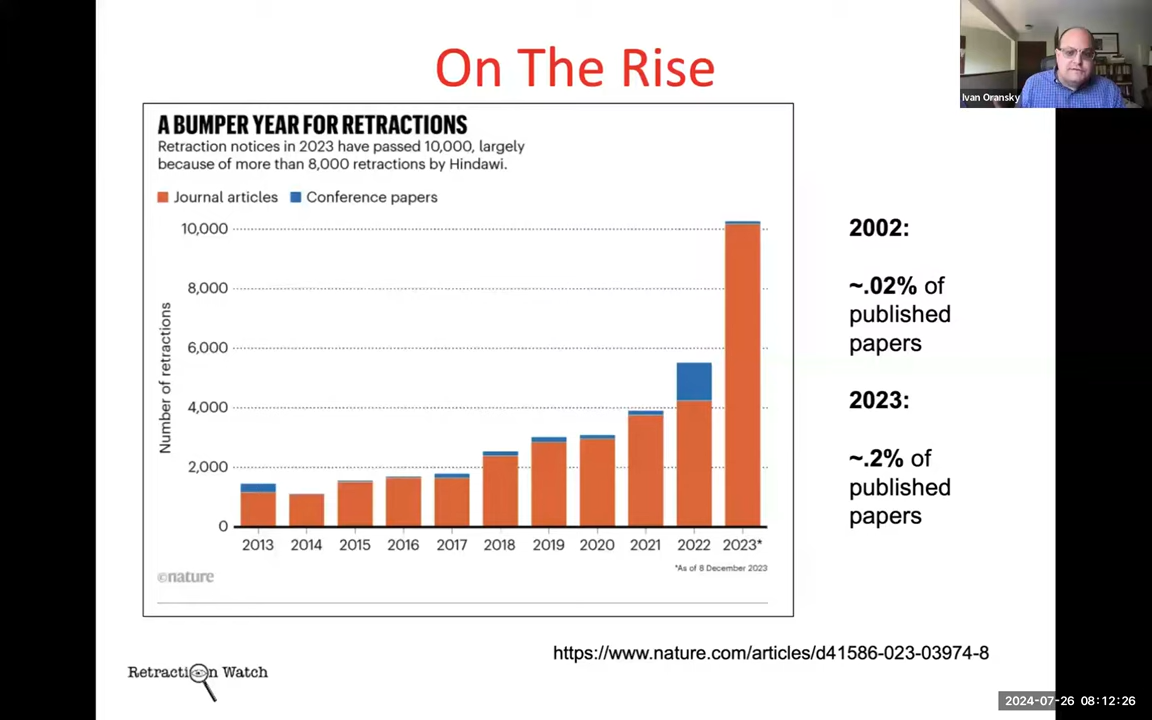 On The Rise
Ivan Oransky
A BUMPER YEAR FOR RETRACTIONS
Retraction notices in 2023 have passed 10,000, largely
because of more than 8,000 retractions by Hindawi.
Journal articles Conference papers
Number of retractions
10,000
8,000
6,000
4,000
2,000
0
2013 2014 2015 2016 2017 2018 2019 2020 2021 2022 2023*
*As of 8 December 2023
©nature
2002:
~.02% of
published
papers
2023:
~.2% of
published
papers
https://www.nature.com/articles/d41586-023-03974-8
Retraction Watch
2024-07-26 08:12:26